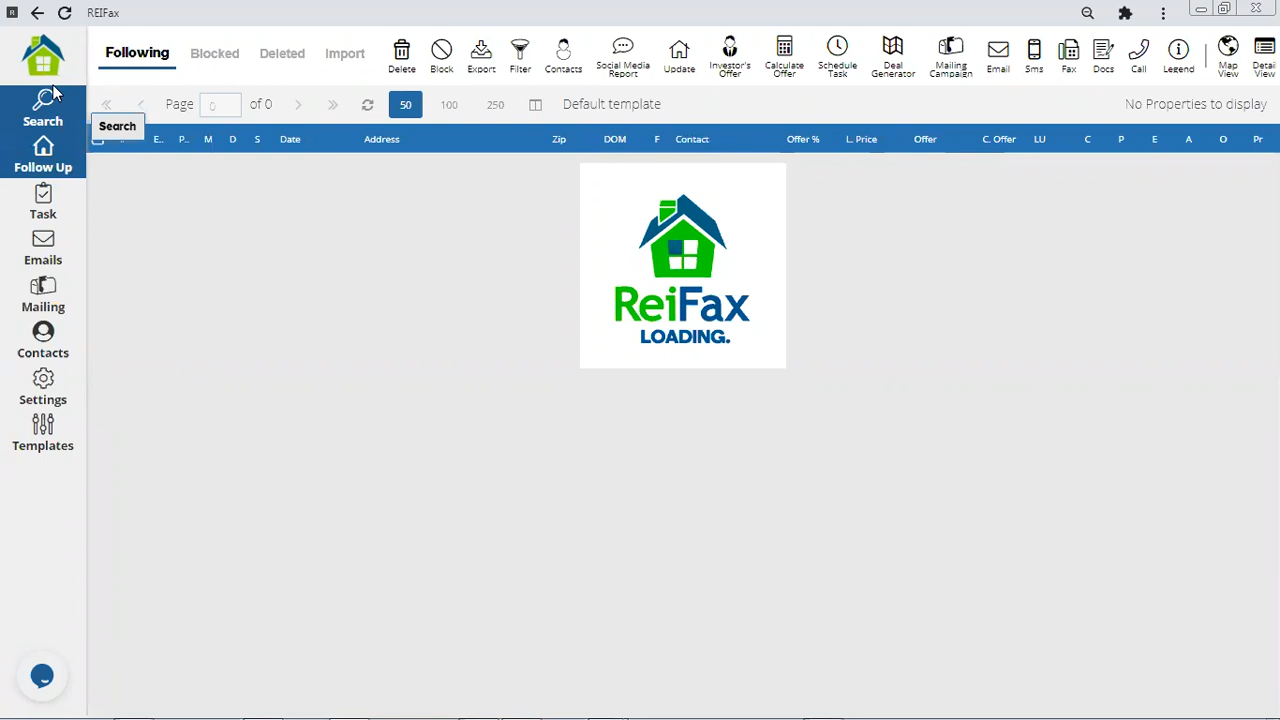 REIFax
Following Blocked Deleted Import
Delete Block Export Filter Contacts Social Media Report Update Investor's Offer Calculate Offer Schedule Task Deal Generator Mailing Campaign Email Sms Fax Docs Call Legend Map View Detail View
Page 0 of 0 50 100 250 Default template No Properties to display
E.. P.. M D S Date Address Zip DOM F Contact Offer % L. Price Offer C. Offer LU C P E A O Pr
Search
Search
Follow Up
Task
Emails
Mailing
Contacts
Settings
Templates
ReiFax
LOADING.